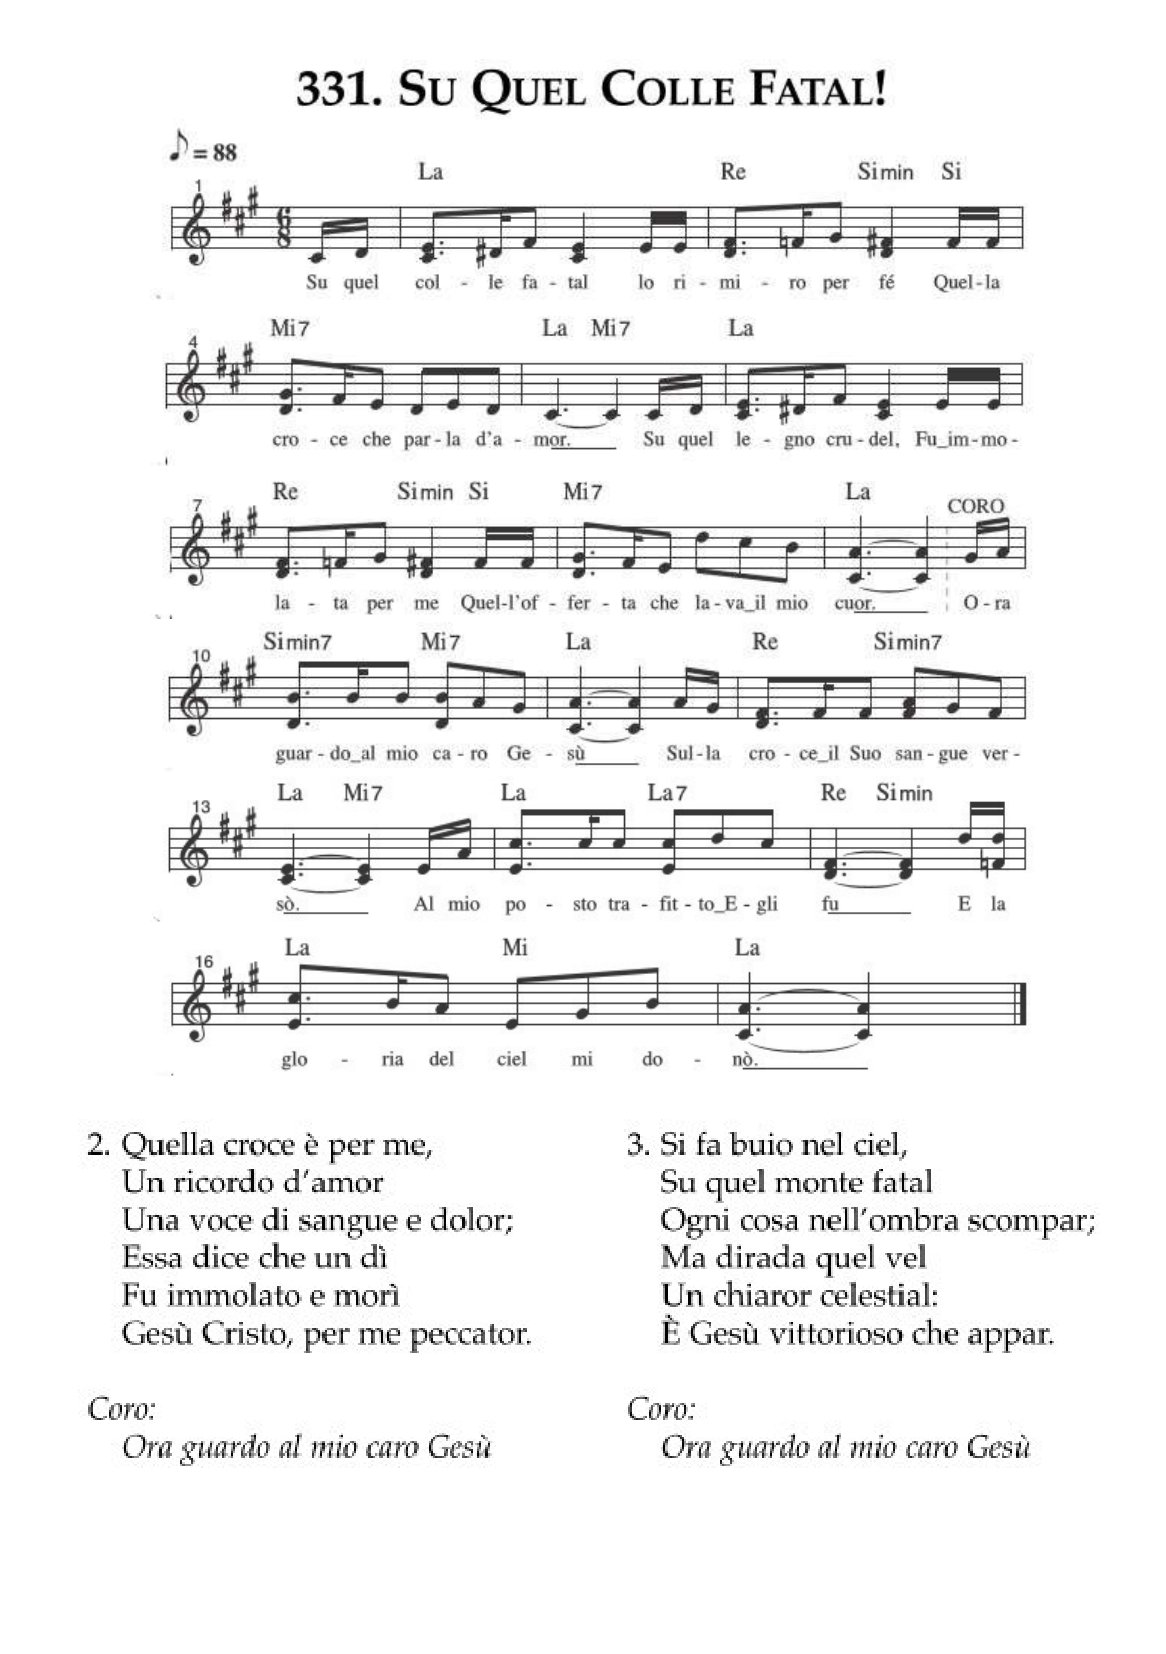 331. SU QUEL COLLE FATAL!
♪ = 88
La Re Simin Si
1
6 8
Su quel col - le fa - tal lo ri - mi - ro per fé Quel - la
Mi7 La Mi7 La
4
cro - ce che par - la d'a - mor. Su quel le - gno cru - del, Fu_im - mo -
Re Simin Si Mi7 La CORO
7
la - ta per me Quel - l'of - fer - ta che la - va_il mio cuor. O - ra
Simin7 Mi7 La Re Simin7
10
guar - do_al mio ca - ro Ge - sù Sul - la cro - ce_il Suo san - gue ver -
La Mi7 La La7 Re Simin
13
sò. Al mio po - sto tra - fit - to_E - gli fu E la
La Mi La
16
glo - ria del ciel mi do - nò.
2. Quella croce è per me,
Un ricordo d'amor
Una voce di sangue e dolor;
Essa dice che un dì
Fu immolato e morì
Gesù Cristo, per me peccator.
Coro:
Ora guardo al mio caro Gesù
3. Si fa buio nel ciel,
Su quel monte fatal
Ogni cosa nell'ombra scompar;
Ma dirada quel vel
Un chiaror celestial:
È Gesù vittorioso che appar.
Coro:
Ora guardo al mio caro Gesù